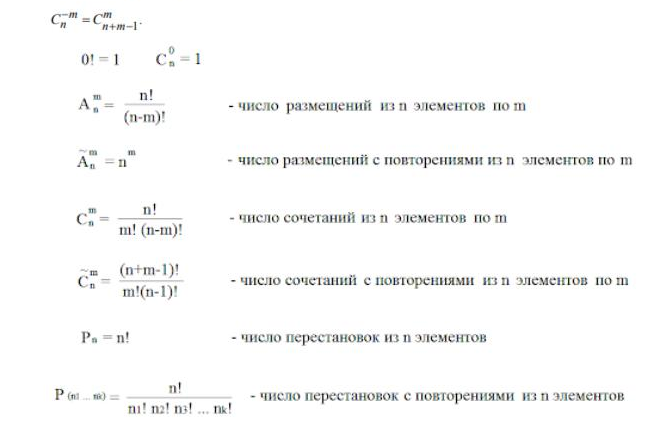 C̄ₙᵐ = Cᵐₙ₊ₘ₋₁.
0! = 1 Cₙ⁰ = 1
Aₙᵐ = n! / (n-m)! - число размещений из n элементов по m
Ãₙᵐ = nᵐ - число размещений с повторениями из n элементов по m
Cₙᵐ = n! / m! (n-m)! - число сочетаний из n элементов по m
C̃ₙᵐ = (n+m-1)! / m!(n-1)! - число сочетаний с повторениями из n элементов по m
Pₙ = n! - число перестановок из n элементов
P (n1 ... nk) = n! / n1! n2! n3! ... nk! - число перестановок с повторениями из n элементов